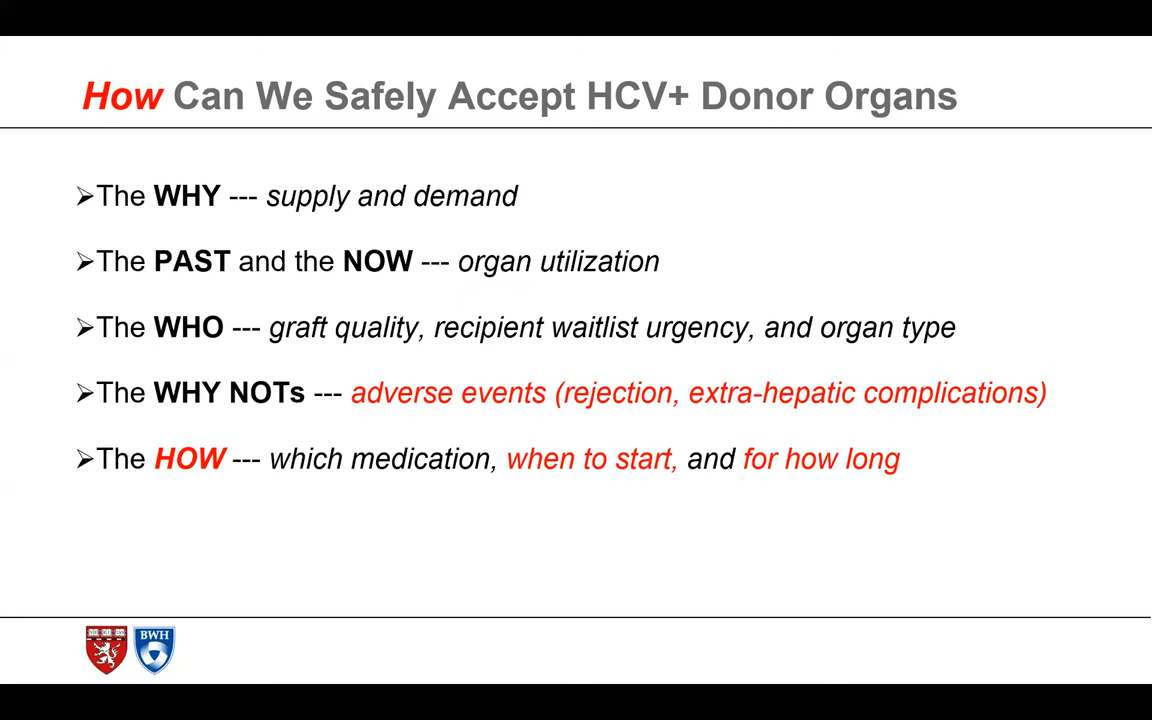 How Can We Safely Accept HCV+ Donor Organs
➢The WHY --- supply and demand
➢The PAST and the NOW --- organ utilization
➢The WHO --- graft quality, recipient waitlist urgency, and organ type
➢The WHY NOTs --- adverse events (rejection, extra-hepatic complications)
➢The HOW --- which medication, when to start, and for how long
BWH